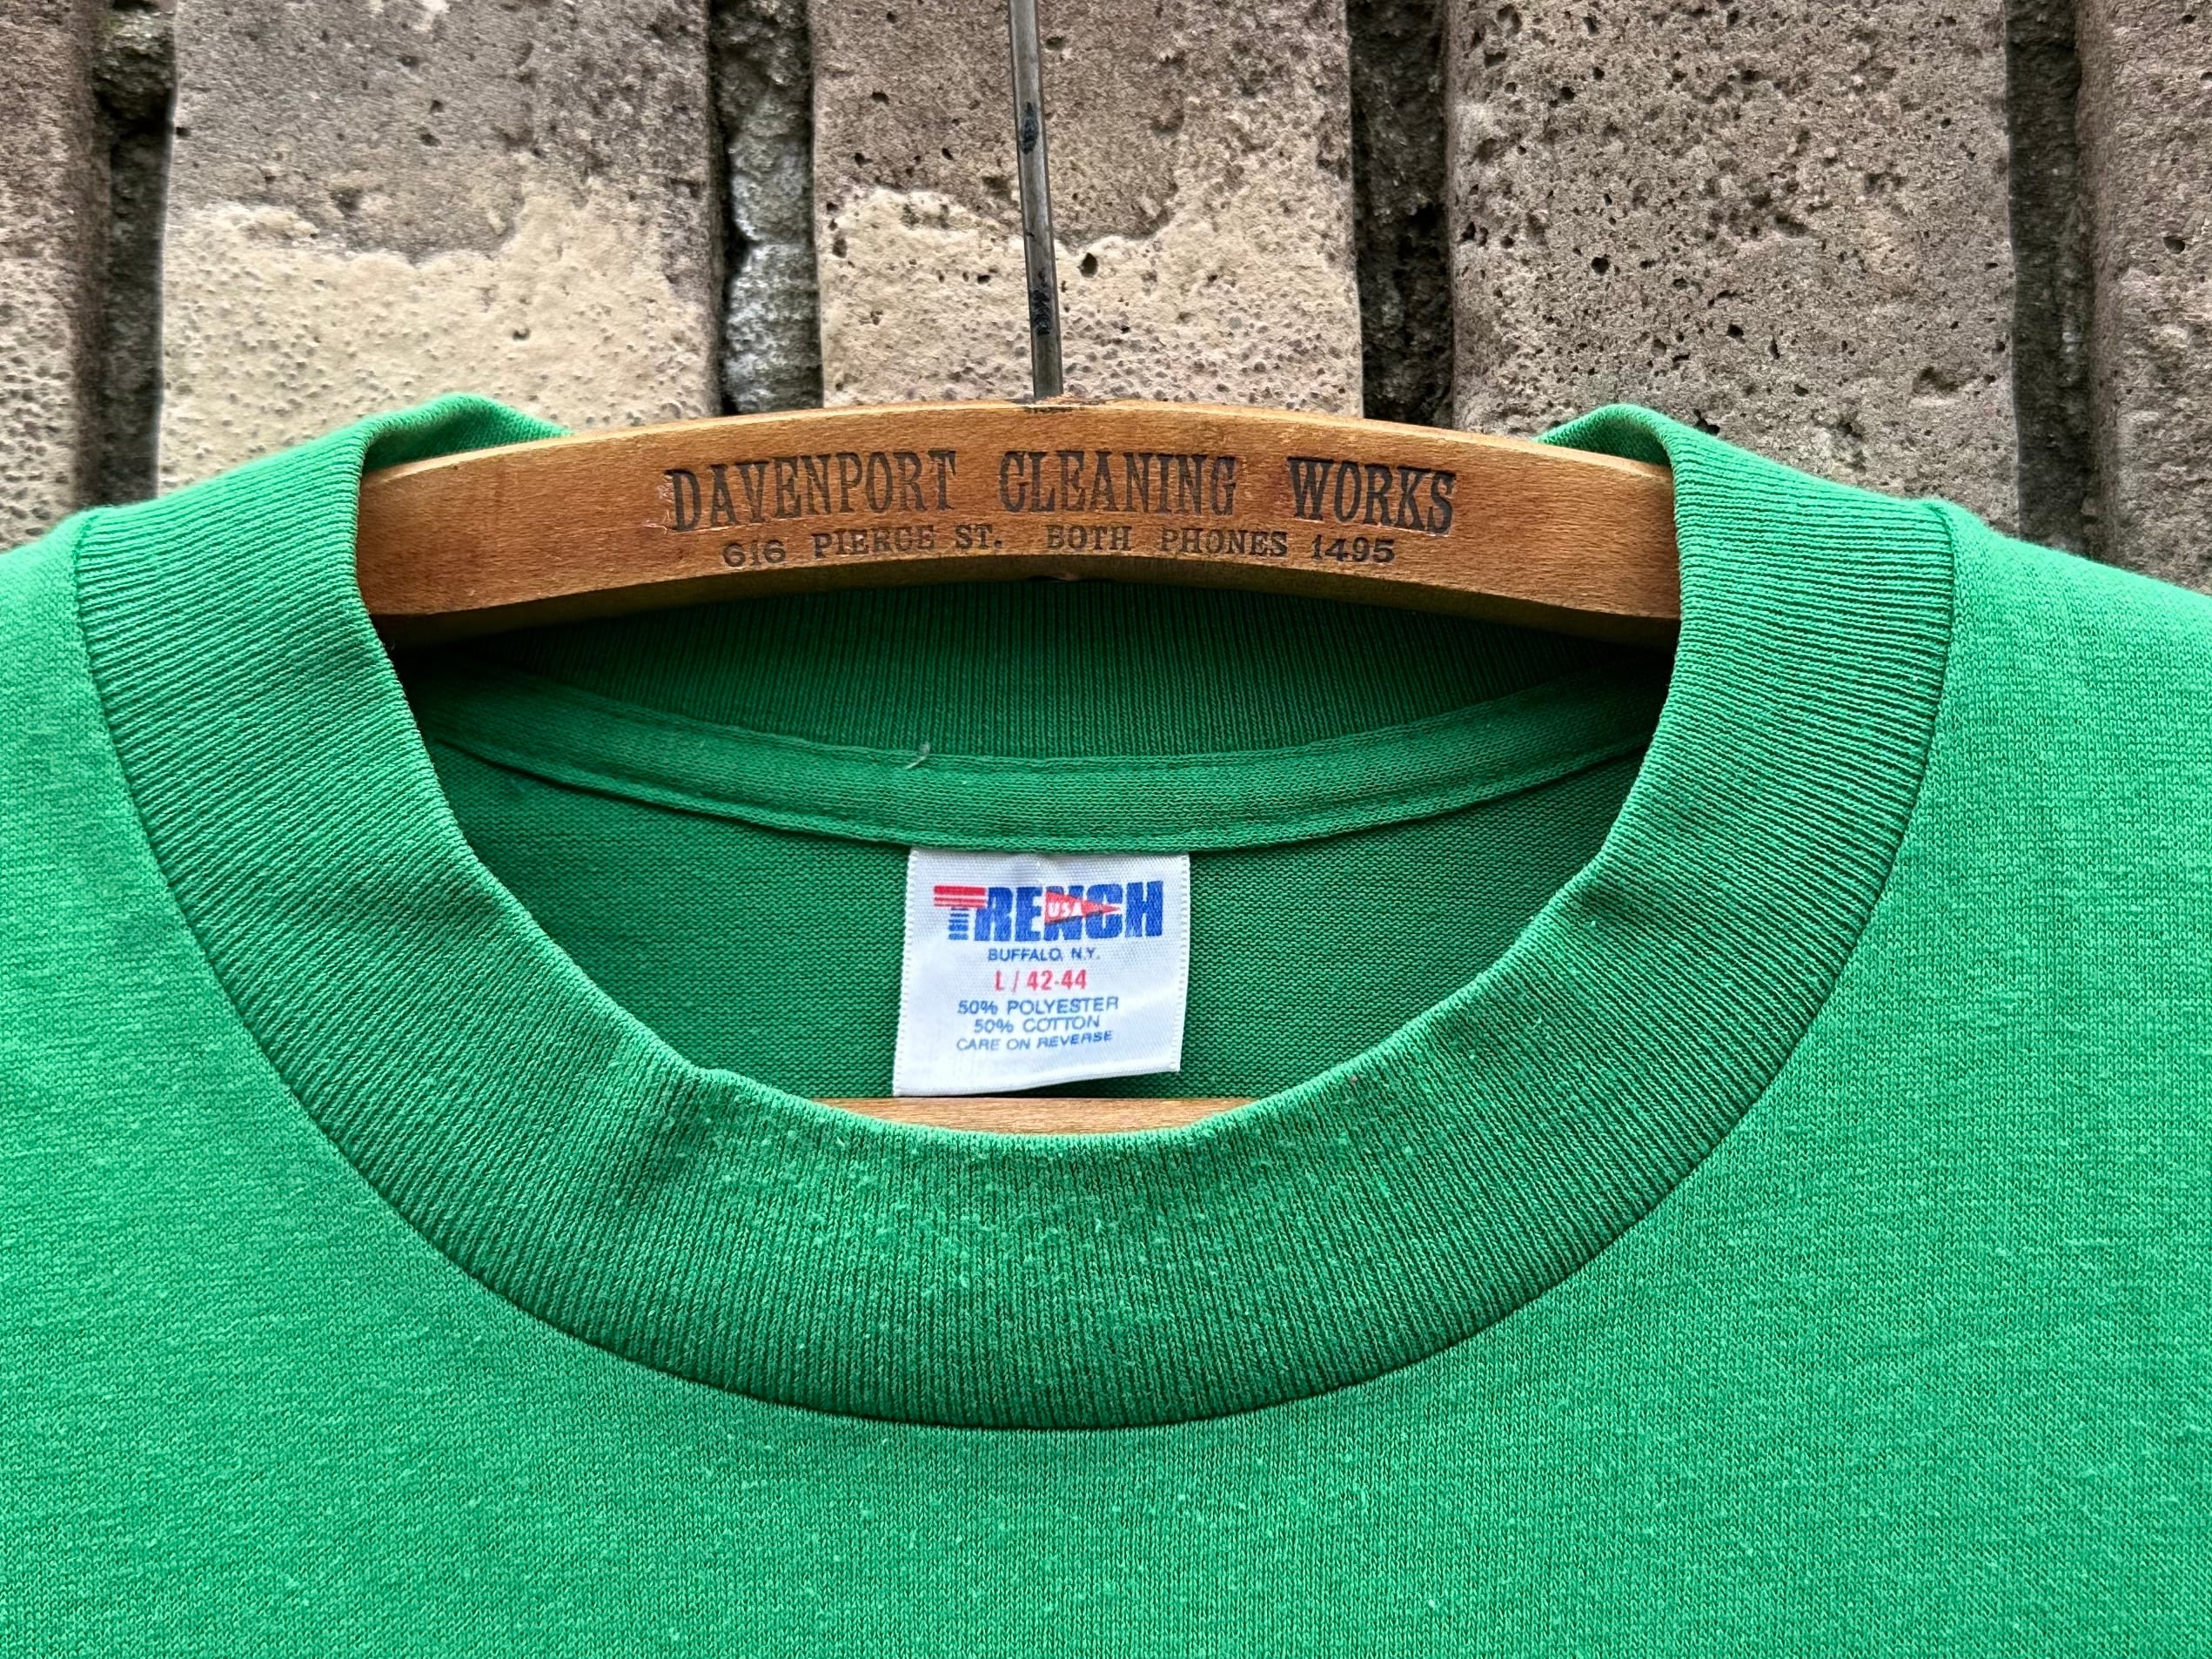 DAVENPORT CLEANING WORKS
616 PIERCE ST. BOTH PHONES 1495
TRENCH
USA
BUFFALO, N.Y.
L / 42-44
50% POLYESTER
50% COTTON
CARE ON REVERSE